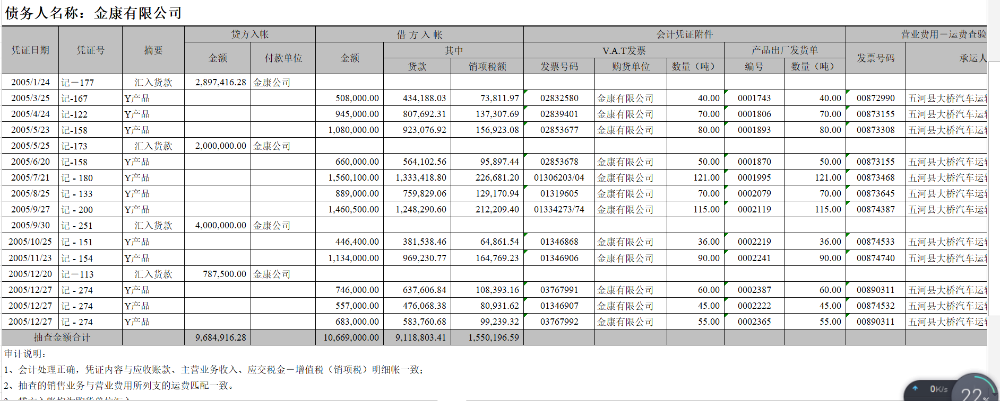 债务人名称：金康有限公司
凭证日期 凭证号 摘要 贷方入帐 借方入帐 会计凭证附件 营业费用－运费查验
金额 付款单位 金额 其中 V.A.T发票 产品出厂发货单 发票号码 承运人
货款 销项税额 发票号码 购货单位 数量（吨） 编号 数量（吨）
2005/1/24 记－177 汇入货款 2,897,416.28 金康公司
2005/3/25 记-167 Y产品 508,000.00 434,188.03 73,811.97 02832580 金康有限公司 40.00 0001743 40.00 00872990 五河县大桥汽车运
2005/4/24 记-122 Y产品 945,000.00 807,692.31 137,307.69 02839401 金康有限公司 70.00 0001806 70.00 00873155 五河县大桥汽车运
2005/5/23 记-158 Y产品 1,080,000.00 923,076.92 156,923.08 02853677 金康有限公司 80.00 0001893 80.00 00873308 五河县大桥汽车运
2005/5/25 记-173 汇入货款 2,000,000.00 金康公司
2005/6/20 记-158 Y产品 660,000.00 564,102.56 95,897.44 02853678 金康有限公司 50.00 0001870 50.00 00873155 五河县大桥汽车运
2005/7/21 记 - 180 Y产品 1,560,100.00 1,333,418.80 226,681.20 01306203/04 金康有限公司 121.00 0001995 121.00 00873468 五河县大桥汽车运
2005/8/25 记 - 133 Y产品 889,000.00 759,829.06 129,170.94 01319605 金康有限公司 70.00 0002079 70.00 00873645 五河县大桥汽车运
2005/9/27 记 - 200 Y产品 1,460,500.00 1,248,290.60 212,209.40 01334273/74 金康有限公司 115.00 0002119 115.00 00874387 五河县大桥汽车运
2005/9/30 记 - 251 汇入货款 4,000,000.00 金康公司
2005/10/25 记 - 151 Y产品 446,400.00 381,538.46 64,861.54 01346868 金康有限公司 36.00 0002219 36.00 00874533 五河县大桥汽车运
2005/11/23 记 - 154 Y产品 1,134,000.00 969,230.77 164,769.23 01346906 金康有限公司 90.00 0002241 90.00 00874740 五河县大桥汽车运
2005/12/20 记－113 汇入货款 787,500.00 金康公司
2005/12/27 记 - 274 Y产品 746,000.00 637,606.84 108,393.16 03767991 金康有限公司 60.00 0002387 60.00 00890311 五河县大桥汽车运
2005/12/27 记 - 274 Y产品 557,000.00 476,068.38 80,931.62 01346907 金康有限公司 45.00 0002222 45.00 00874532 五河县大桥汽车运
2005/12/27 记 - 274 Y产品 683,000.00 583,760.68 99,239.32 03767992 金康有限公司 55.00 0002365 55.00 00890311 五河县大桥汽车运
抽查金额合计 9,684,916.28 10,669,000.00 9,118,803.41 1,550,196.59
审计说明：
1、会计处理正确，凭证内容与应收账款、主营业务收入、应交税金－增值税（销项税）明细帐一致；
2、抽查的销售业务与营业费用所列支的运费匹配一致。
0K/s
22%